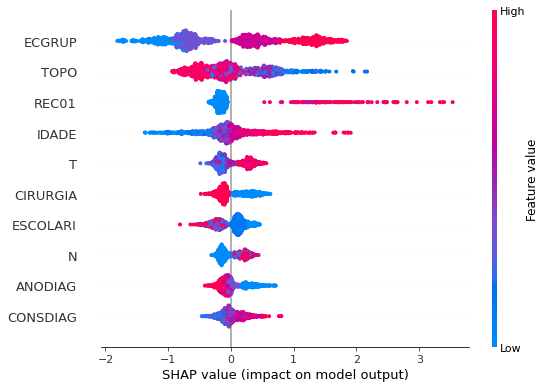 High
ECGRUP
TOPO
REC01
IDADE
T
CIRURGIA
ESCOLARI
N
ANODIAG
CONSDIAG
Feature value
Low
−2 −1 0 1 2 3
SHAP value (impact on model output)